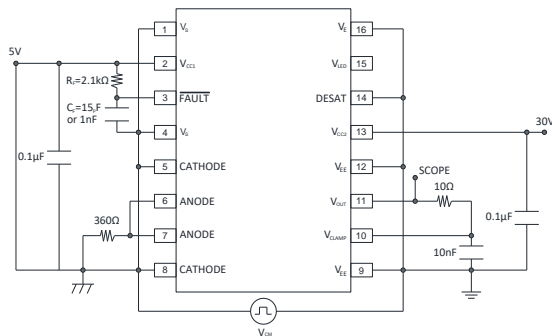 5V
R_F=2.1kΩ
C_F=15pF
or 1nF
0.1µF
360Ω
1 V_S
2 V_CC1
3 FAULT
4 V_S
5 CATHODE
6 ANODE
7 ANODE
8 CATHODE
V_E 16
V_LED 15
DESAT 14
V_CC2 13
V_EE 12
V_OUT 11
V_CLAMP 10
V_EE 9
30V
SCOPE
10Ω
0.1µF
10nF
V_CM